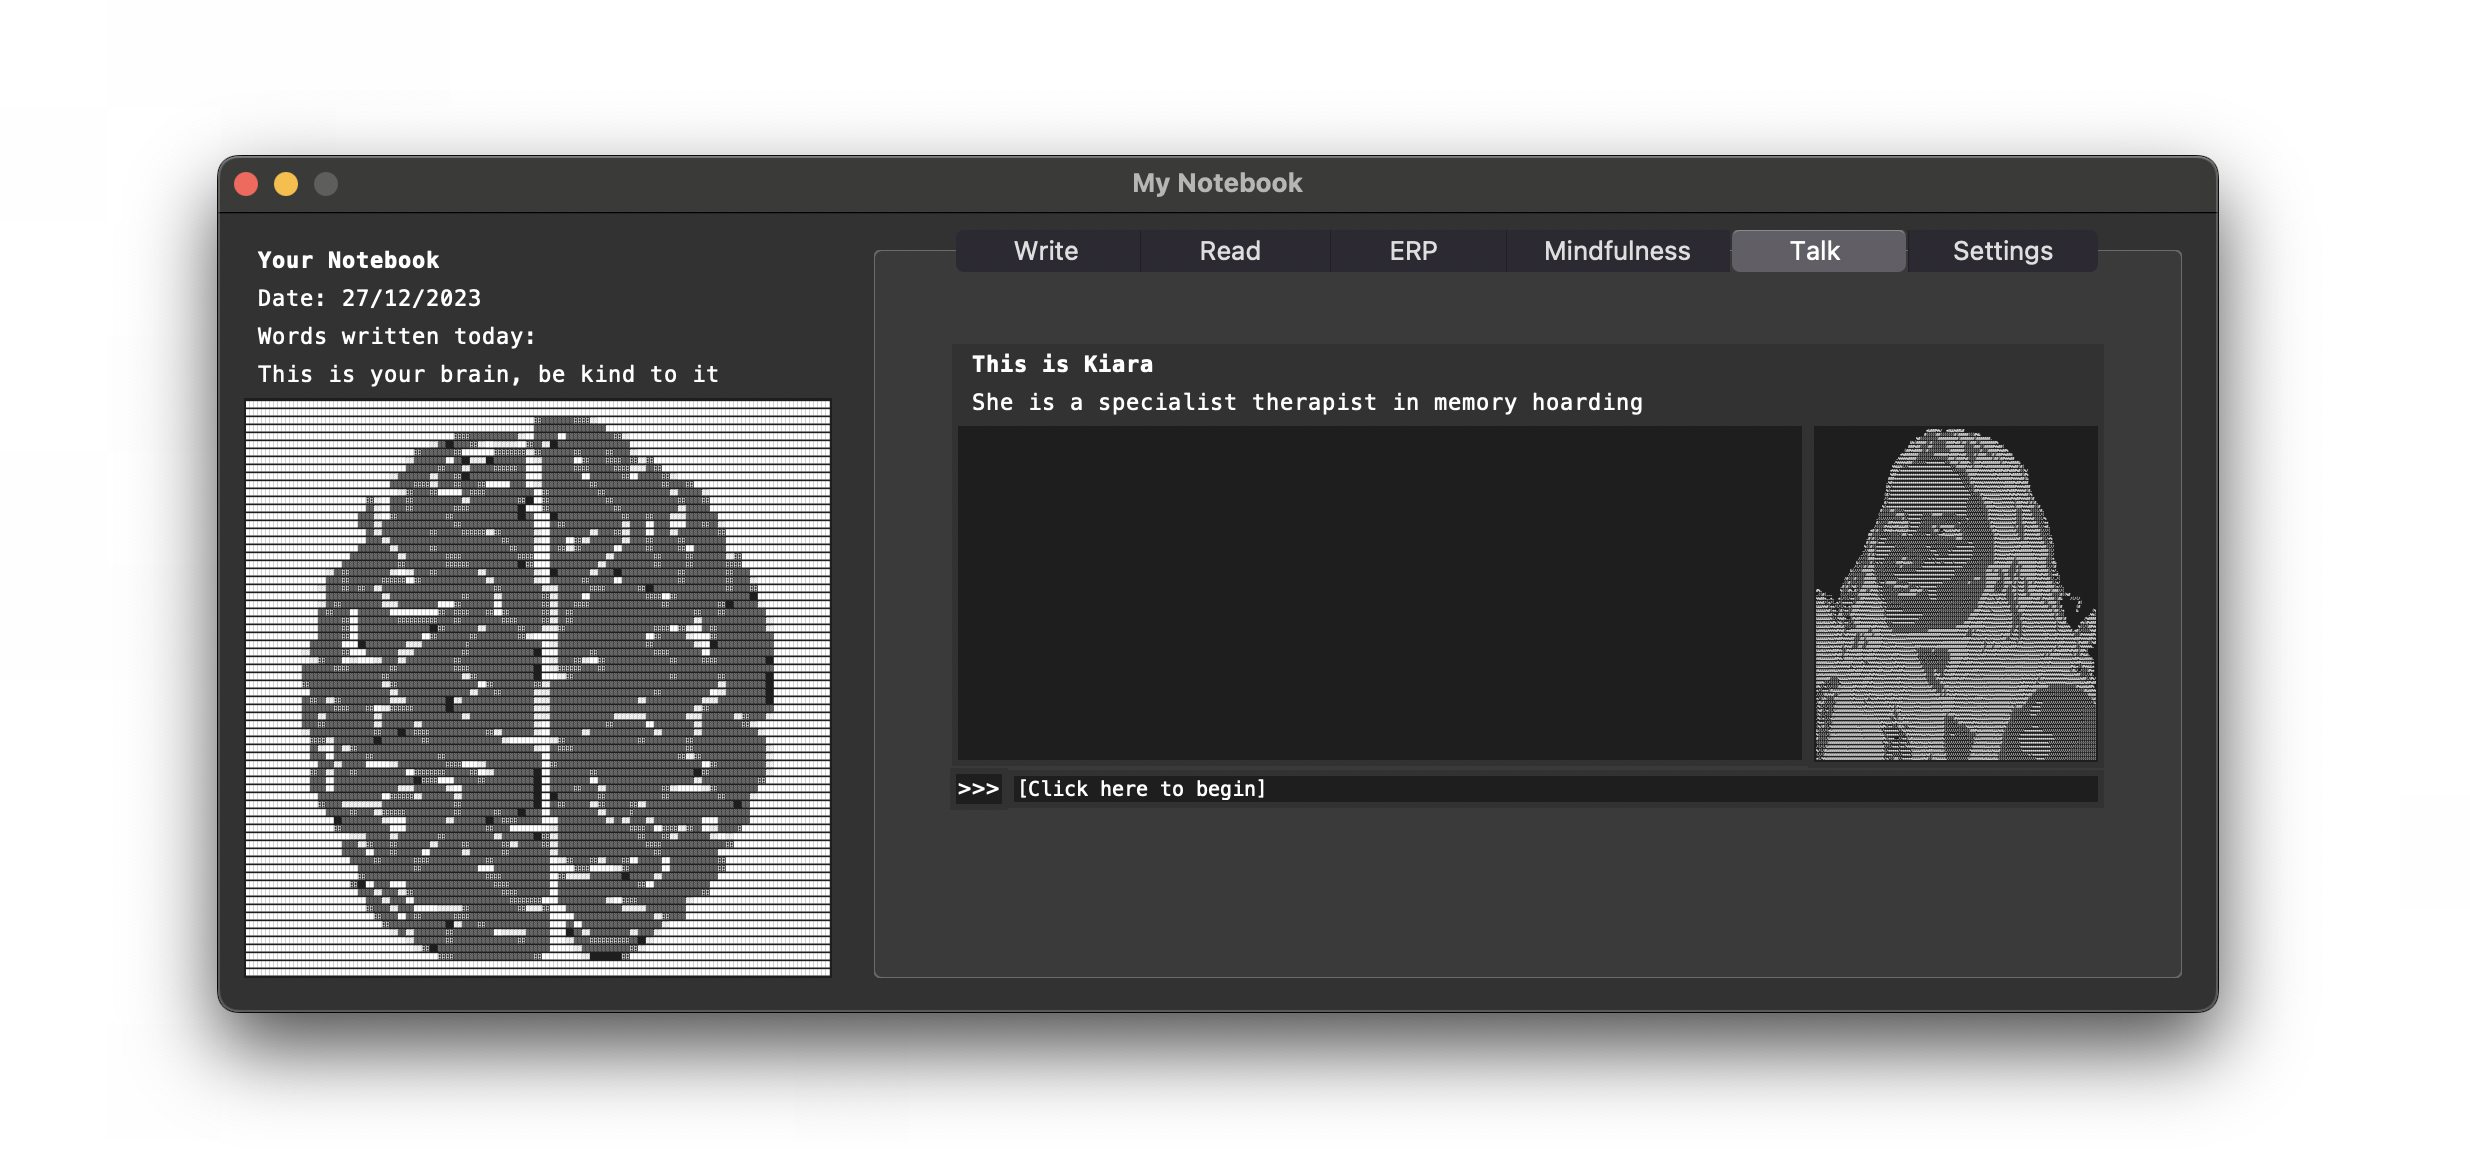 My Notebook
Your Notebook
Date: 27/12/2023
Words written today:
This is your brain, be kind to it
Write
Read
ERP
Mindfulness
Talk
Settings
This is Kiara
She is a specialist therapist in memory hoarding
>>> [Click here to begin]